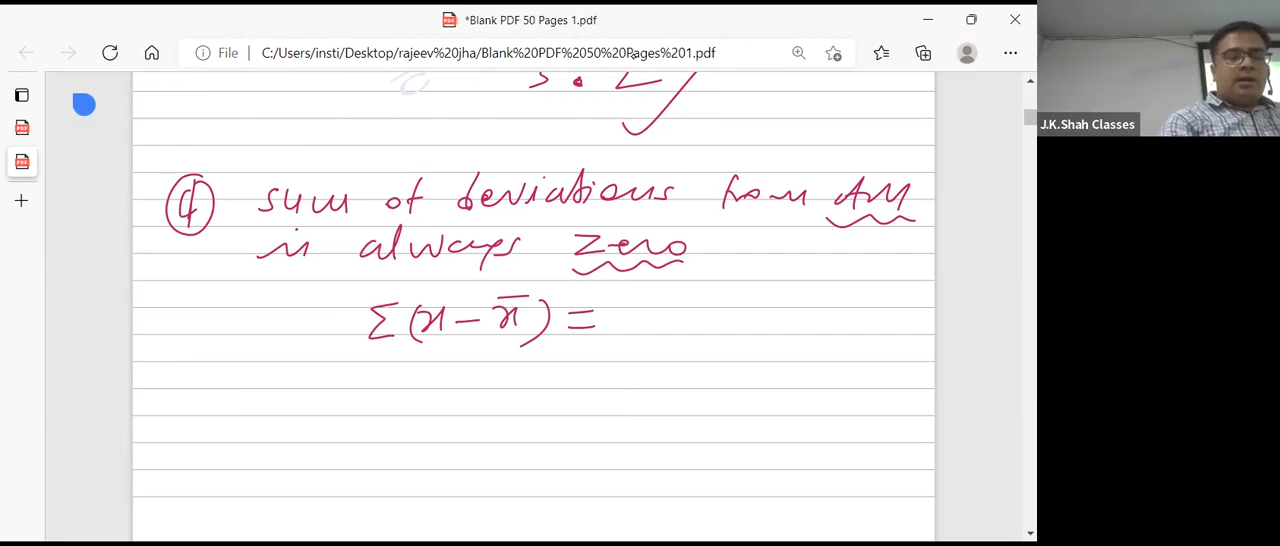 *Blank PDF 50 Pages 1.pdf
File C:/Users/insti/Desktop/rajeev%20jha/Blank%20PDF%2050%20Pages%201.pdf
J.K.Shah Classes
④ sum of deviations from AM
is always zero
Σ(x - x̄) =